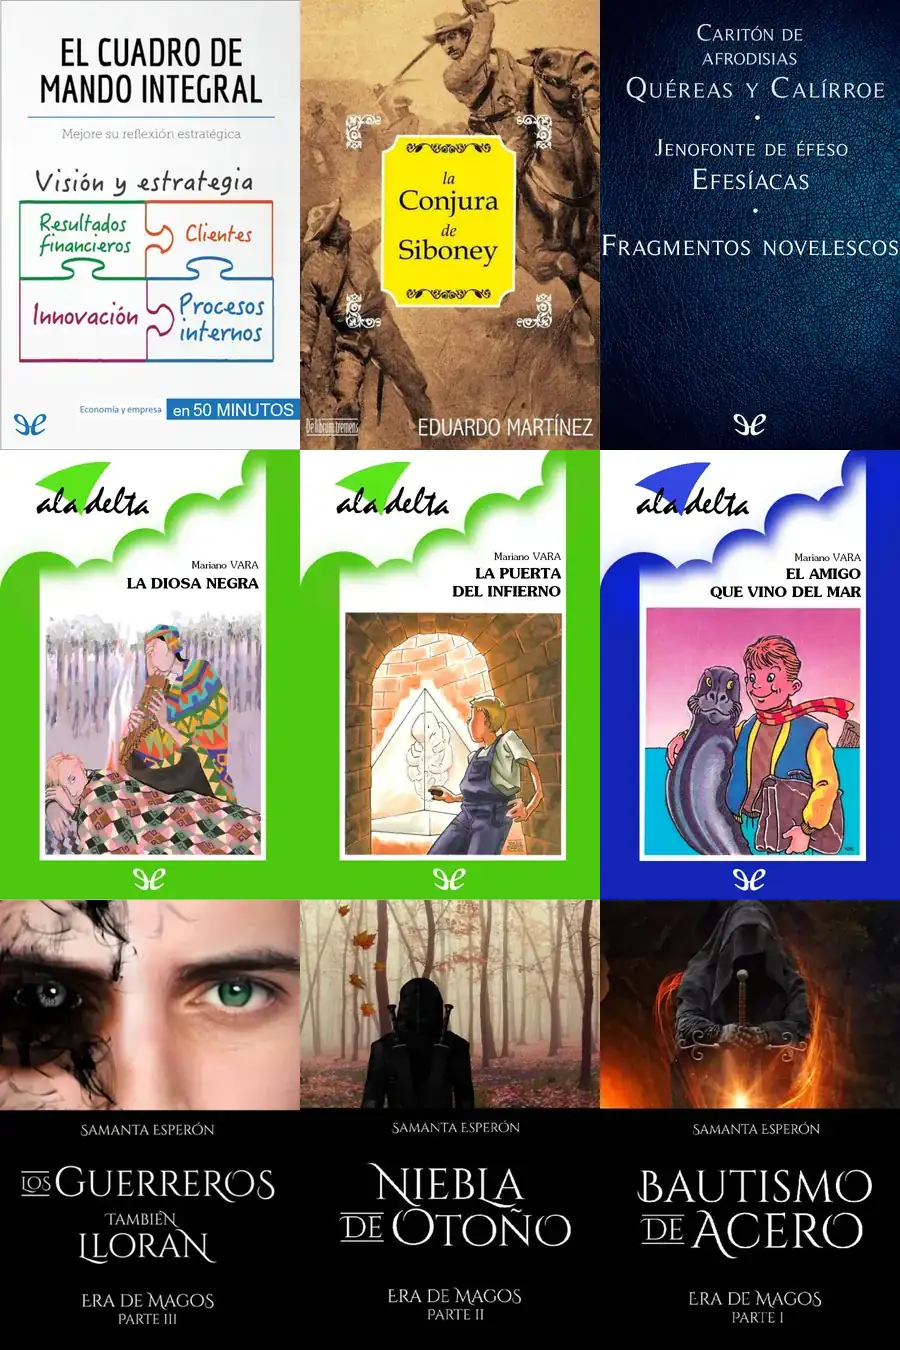 EL CUADRO DE
MANDO INTEGRAL
Mejore su reflexión estratégica
Visión y estrategia
Resultados
financieros
Clientes
Innovación
Procesos
internos
Economía y empresa
en 50 MINUTOS
la
Conjura
de
Siboney
De librum tremens
EDUARDO MARTÍNEZ
CARITÓN DE
AFRODISIAS
QUÉREAS Y CALÍRROE
•
JENOFONTE DE ÉFESO
EFESÍACAS
•
FRAGMENTOS NOVELESCOS
ala delta
Mariano VARA
LA DIOSA NEGRA
ala delta
Mariano VARA
LA PUERTA
DEL INFIERNO
ala delta
Mariano VARA
EL AMIGO
QUE VINO DEL MAR
SAMANTA ESPERÓN
LOS GUERREROS
TAMBIÉN
LLORAN
ERA DE MAGOS
PARTE III
SAMANTA ESPERÓN
NIEBLA
DE OTOÑO
ERA DE MAGOS
PARTE II
SAMANTA ESPERÓN
BAUTISMO
DE ACERO
ERA DE MAGOS
PARTE I